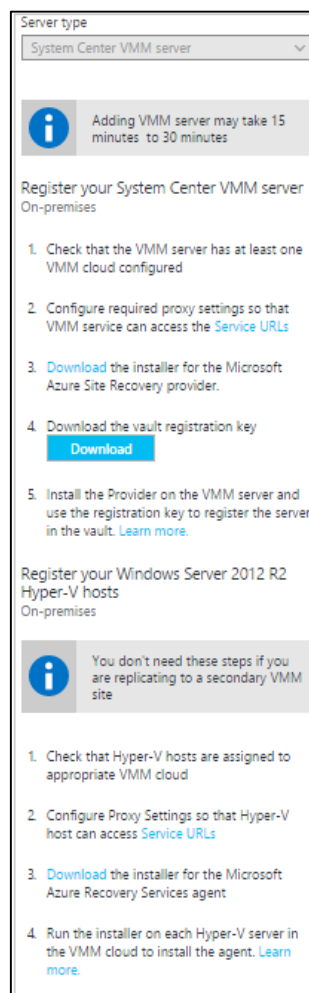 Server type
System Center VMM server
Adding VMM server may take 15
minutes to 30 minutes
Register your System Center VMM server
On-premises
1. Check that the VMM server has at least one
VMM cloud configured
2. Configure required proxy settings so that
VMM service can access the Service URLs
3. Download the installer for the Microsoft
Azure Site Recovery provider.
4. Download the vault registration key
Download
5. Install the Provider on the VMM server and
use the registration key to register the server
in the vault. Learn more.
Register your Windows Server 2012 R2
Hyper-V hosts
On-premises
You don't need these steps if you
are replicating to a secondary VMM
site
1. Check that Hyper-V hosts are assigned to
appropriate VMM cloud
2. Configure Proxy Settings so that Hyper-V
host can access Service URLs
3. Download the installer for the Microsoft
Azure Recovery Services agent
4. Run the installer on each Hyper-V server in
the VMM cloud to install the agent. Learn
more.